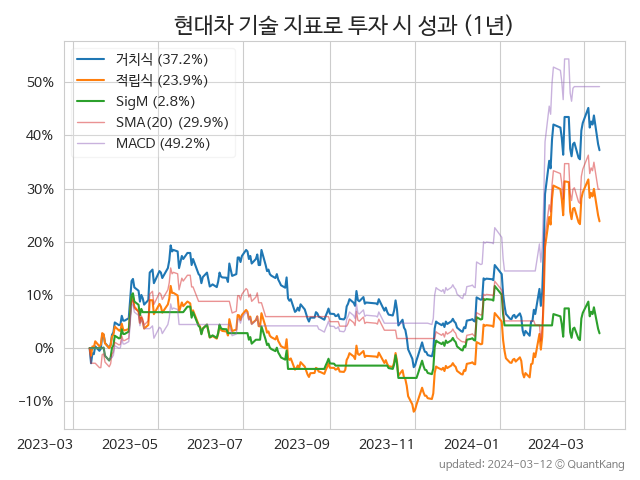 현대차 기술 지표로 투자 시 성과 (1년)
거치식 (37.2%)
적립식 (23.9%)
SigM (2.8%)
SMA(20) (29.9%)
MACD (49.2%)
50%
40%
30%
20%
10%
0%
−10%
2023-03 2023-05 2023-07 2023-09 2023-11 2024-01 2024-03
updated: 2024-03-12 © QuantKang